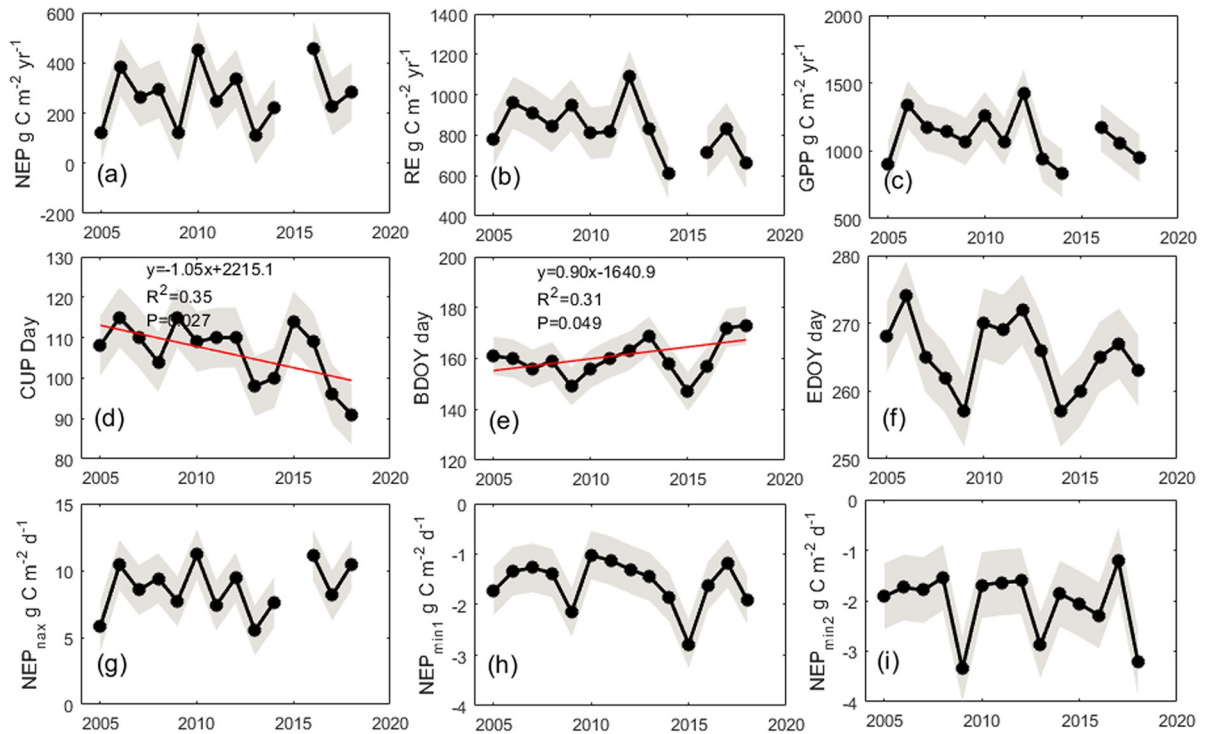 NEP g C m-2 yr-1
600
400
200
0
-200
(a)
2005 2010 2015 2020
RE g C m-2 yr-1
1200
1000
800
600
400
(b)
2005 2010 2015 2020
GPP g C m-2 yr-1
2000
1500
1000
500
(c)
2005 2010 2015 2020
CUP Day
130
120
110
100
90
80
y=-1.05x+2215.1
R2=0.35
P=0.027
(d)
2005 2010 2015 2020
BDOY day
200
180
160
140
120
y=0.90x-1640.9
R2=0.31
P=0.049
(e)
2005 2010 2015 2020
EDOY day
280
270
260
250
(f)
2005 2010 2015 2020
NEPnax g C m-2 d-1
15
10
5
0
(g)
2005 2010 2015 2020
NEPmin1 g C m-2 d-1
0
-1
-2
-3
-4
(h)
2005 2010 2015 2020
NEPmin2 g C m-2 d-1
0
-1
-2
-3
-4
(i)
2005 2010 2015 2020